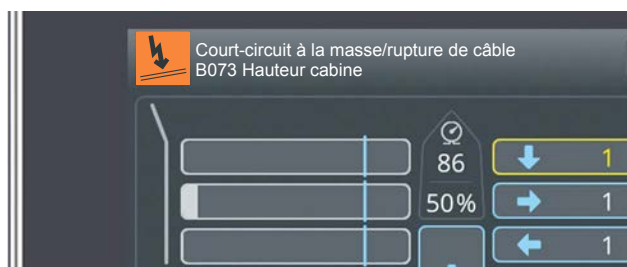 Court-circuit à la masse/rupture de câble
B073 Hauteur cabine
86
1
50%
1
1